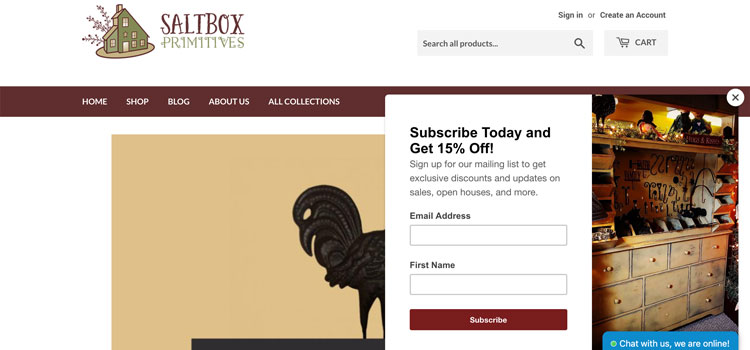 SALTBOX
PRIMITIVES
Sign in or Create an Account
Search all products...
CART
HOME SHOP BLOG ABOUT US ALL COLLECTIONS
Subscribe Today and
Get 15% Off!
Sign up for our mailing list to get
exclusive discounts and updates on
sales, open houses, and more.
Email Address
First Name
Subscribe
Chat with us, we are online!